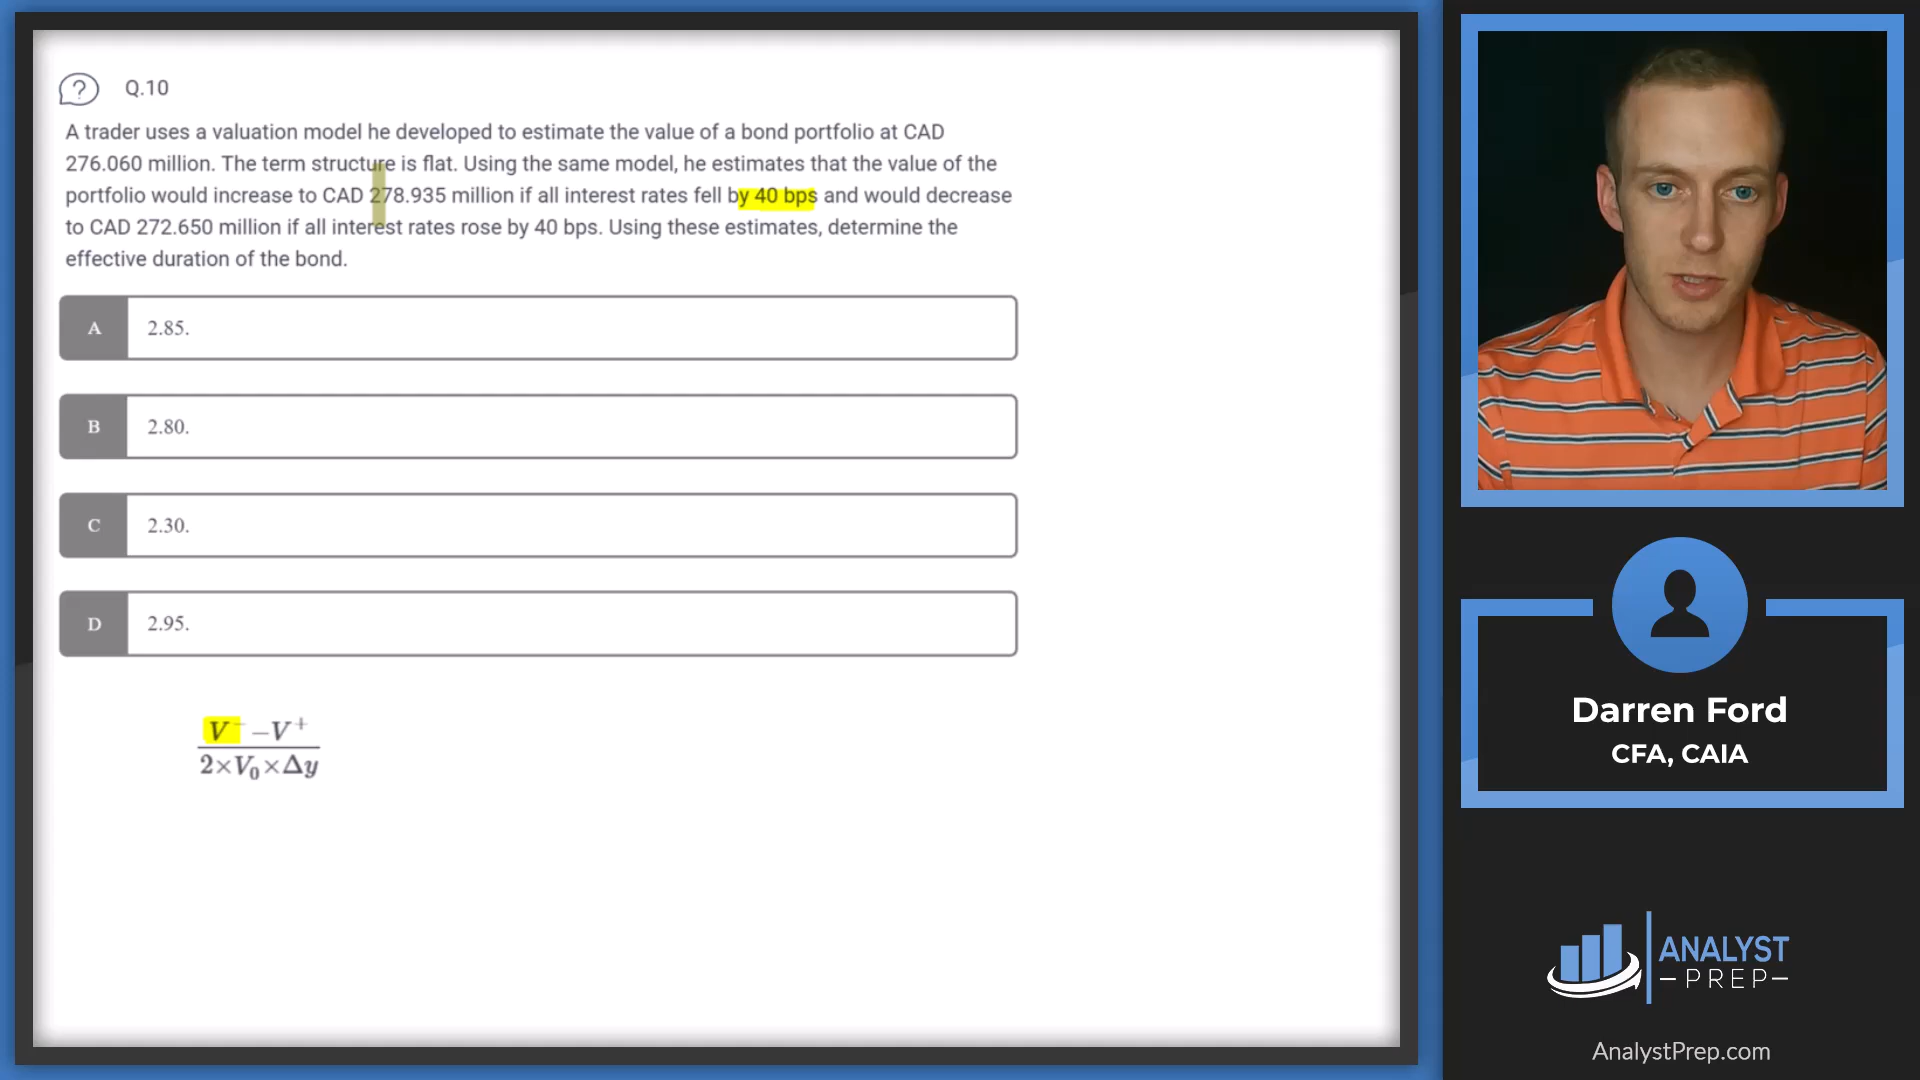 Q.10
A trader uses a valuation model he developed to estimate the value of a bond portfolio at CAD
276.060 million. The term structure is flat. Using the same model, he estimates that the value of the
portfolio would increase to CAD 278.935 million if all interest rates fell by 40 bps and would decrease
to CAD 272.650 million if all interest rates rose by 40 bps. Using these estimates, determine the
effective duration of the bond.
A 2.85.
B 2.80.
C 2.30.
D 2.95.
V⁻ –V⁺
2×V₀×Δy
Darren Ford
CFA, CAIA
ANALYST
PREP
AnalystPrep.com